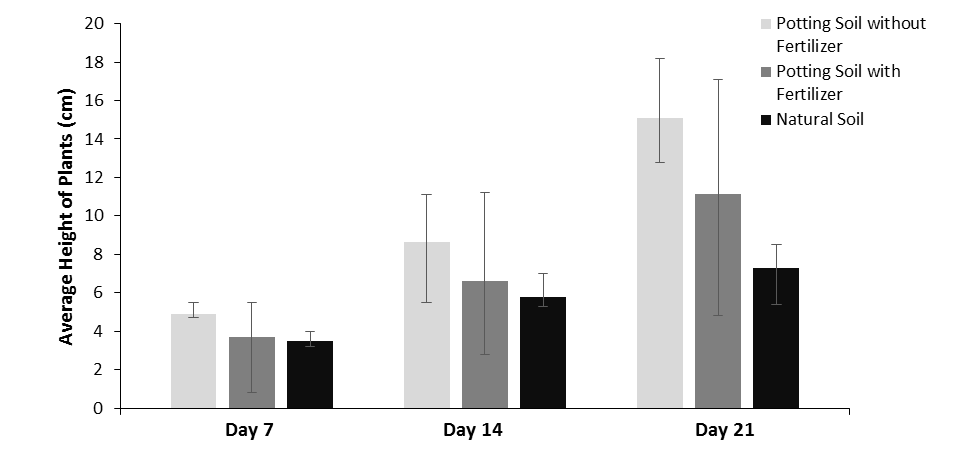 Average Height of Plants (cm)
20
18
16
14
12
10
8
6
4
2
0
Day 7
Day 14
Day 21
Potting Soil without
Fertilizer
Potting Soil with
Fertilizer
Natural Soil